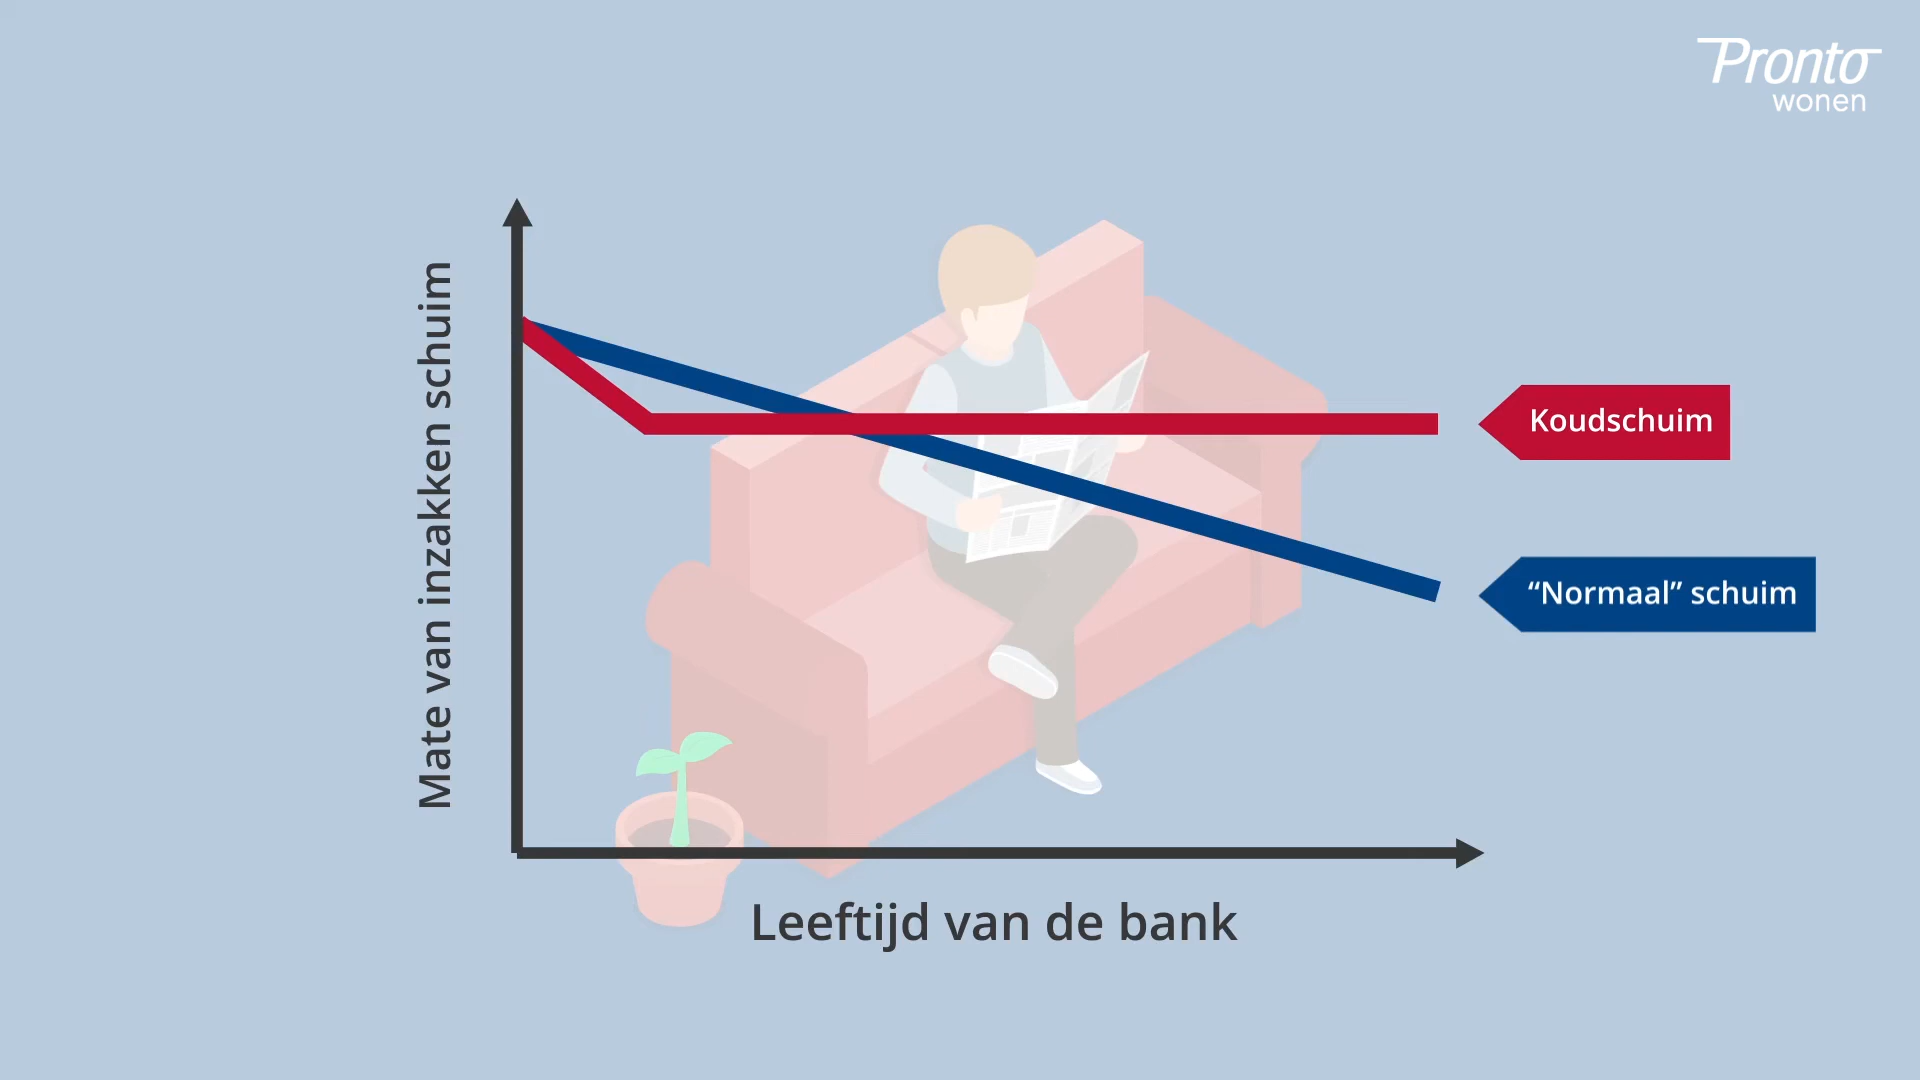 Pronto
wonen
Mate van inzakken schuim
Koudschuim
“Normaal” schuim
Leeftijd van de bank